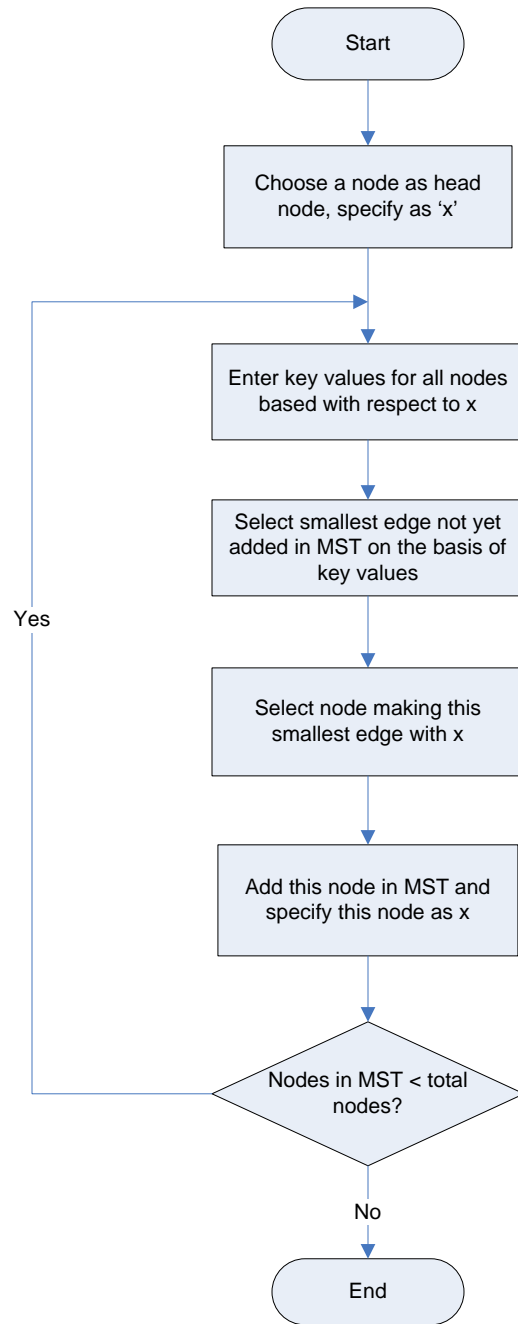 Start
Choose a node as head
node, specify as ‘x’
Enter key values for all nodes
based with respect to x
Select smallest edge not yet
added in MST on the basis of
key values
Yes
Select node making this
smallest edge with x
Add this node in MST and
specify this node as x
Nodes in MST < total
nodes?
No
End